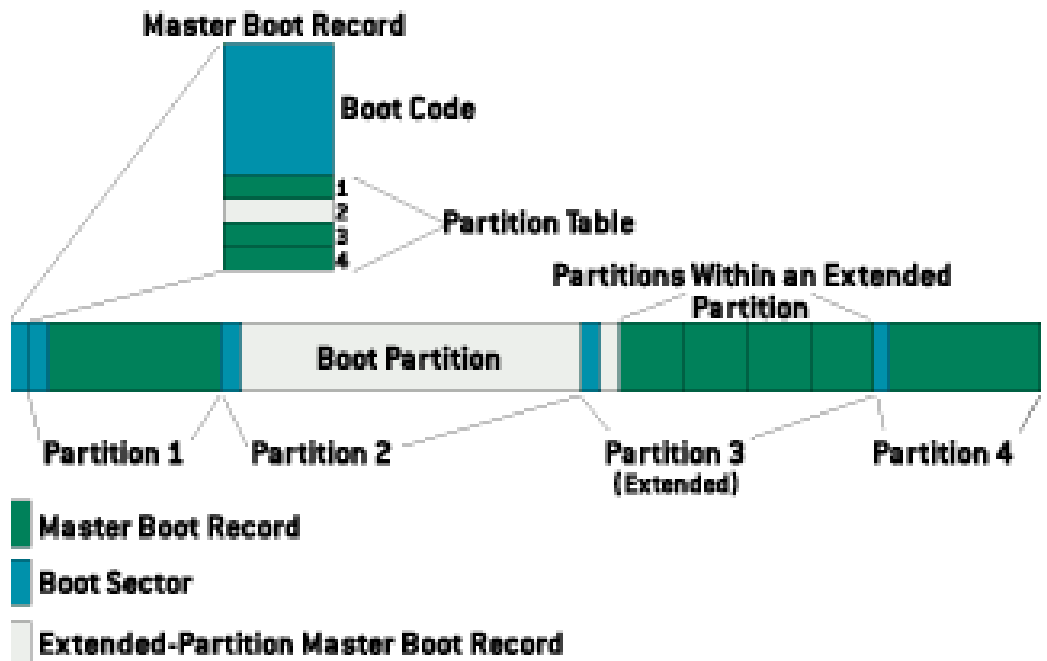 Master Boot Record
Boot Code
1
2
3
4
Partition Table
Partitions Within an Extended
Partition
Boot Partition
Partition 1
Partition 2
Partition 3
(Extended)
Partition 4
Master Boot Record
Boot Sector
Extended-Partition Master Boot Record